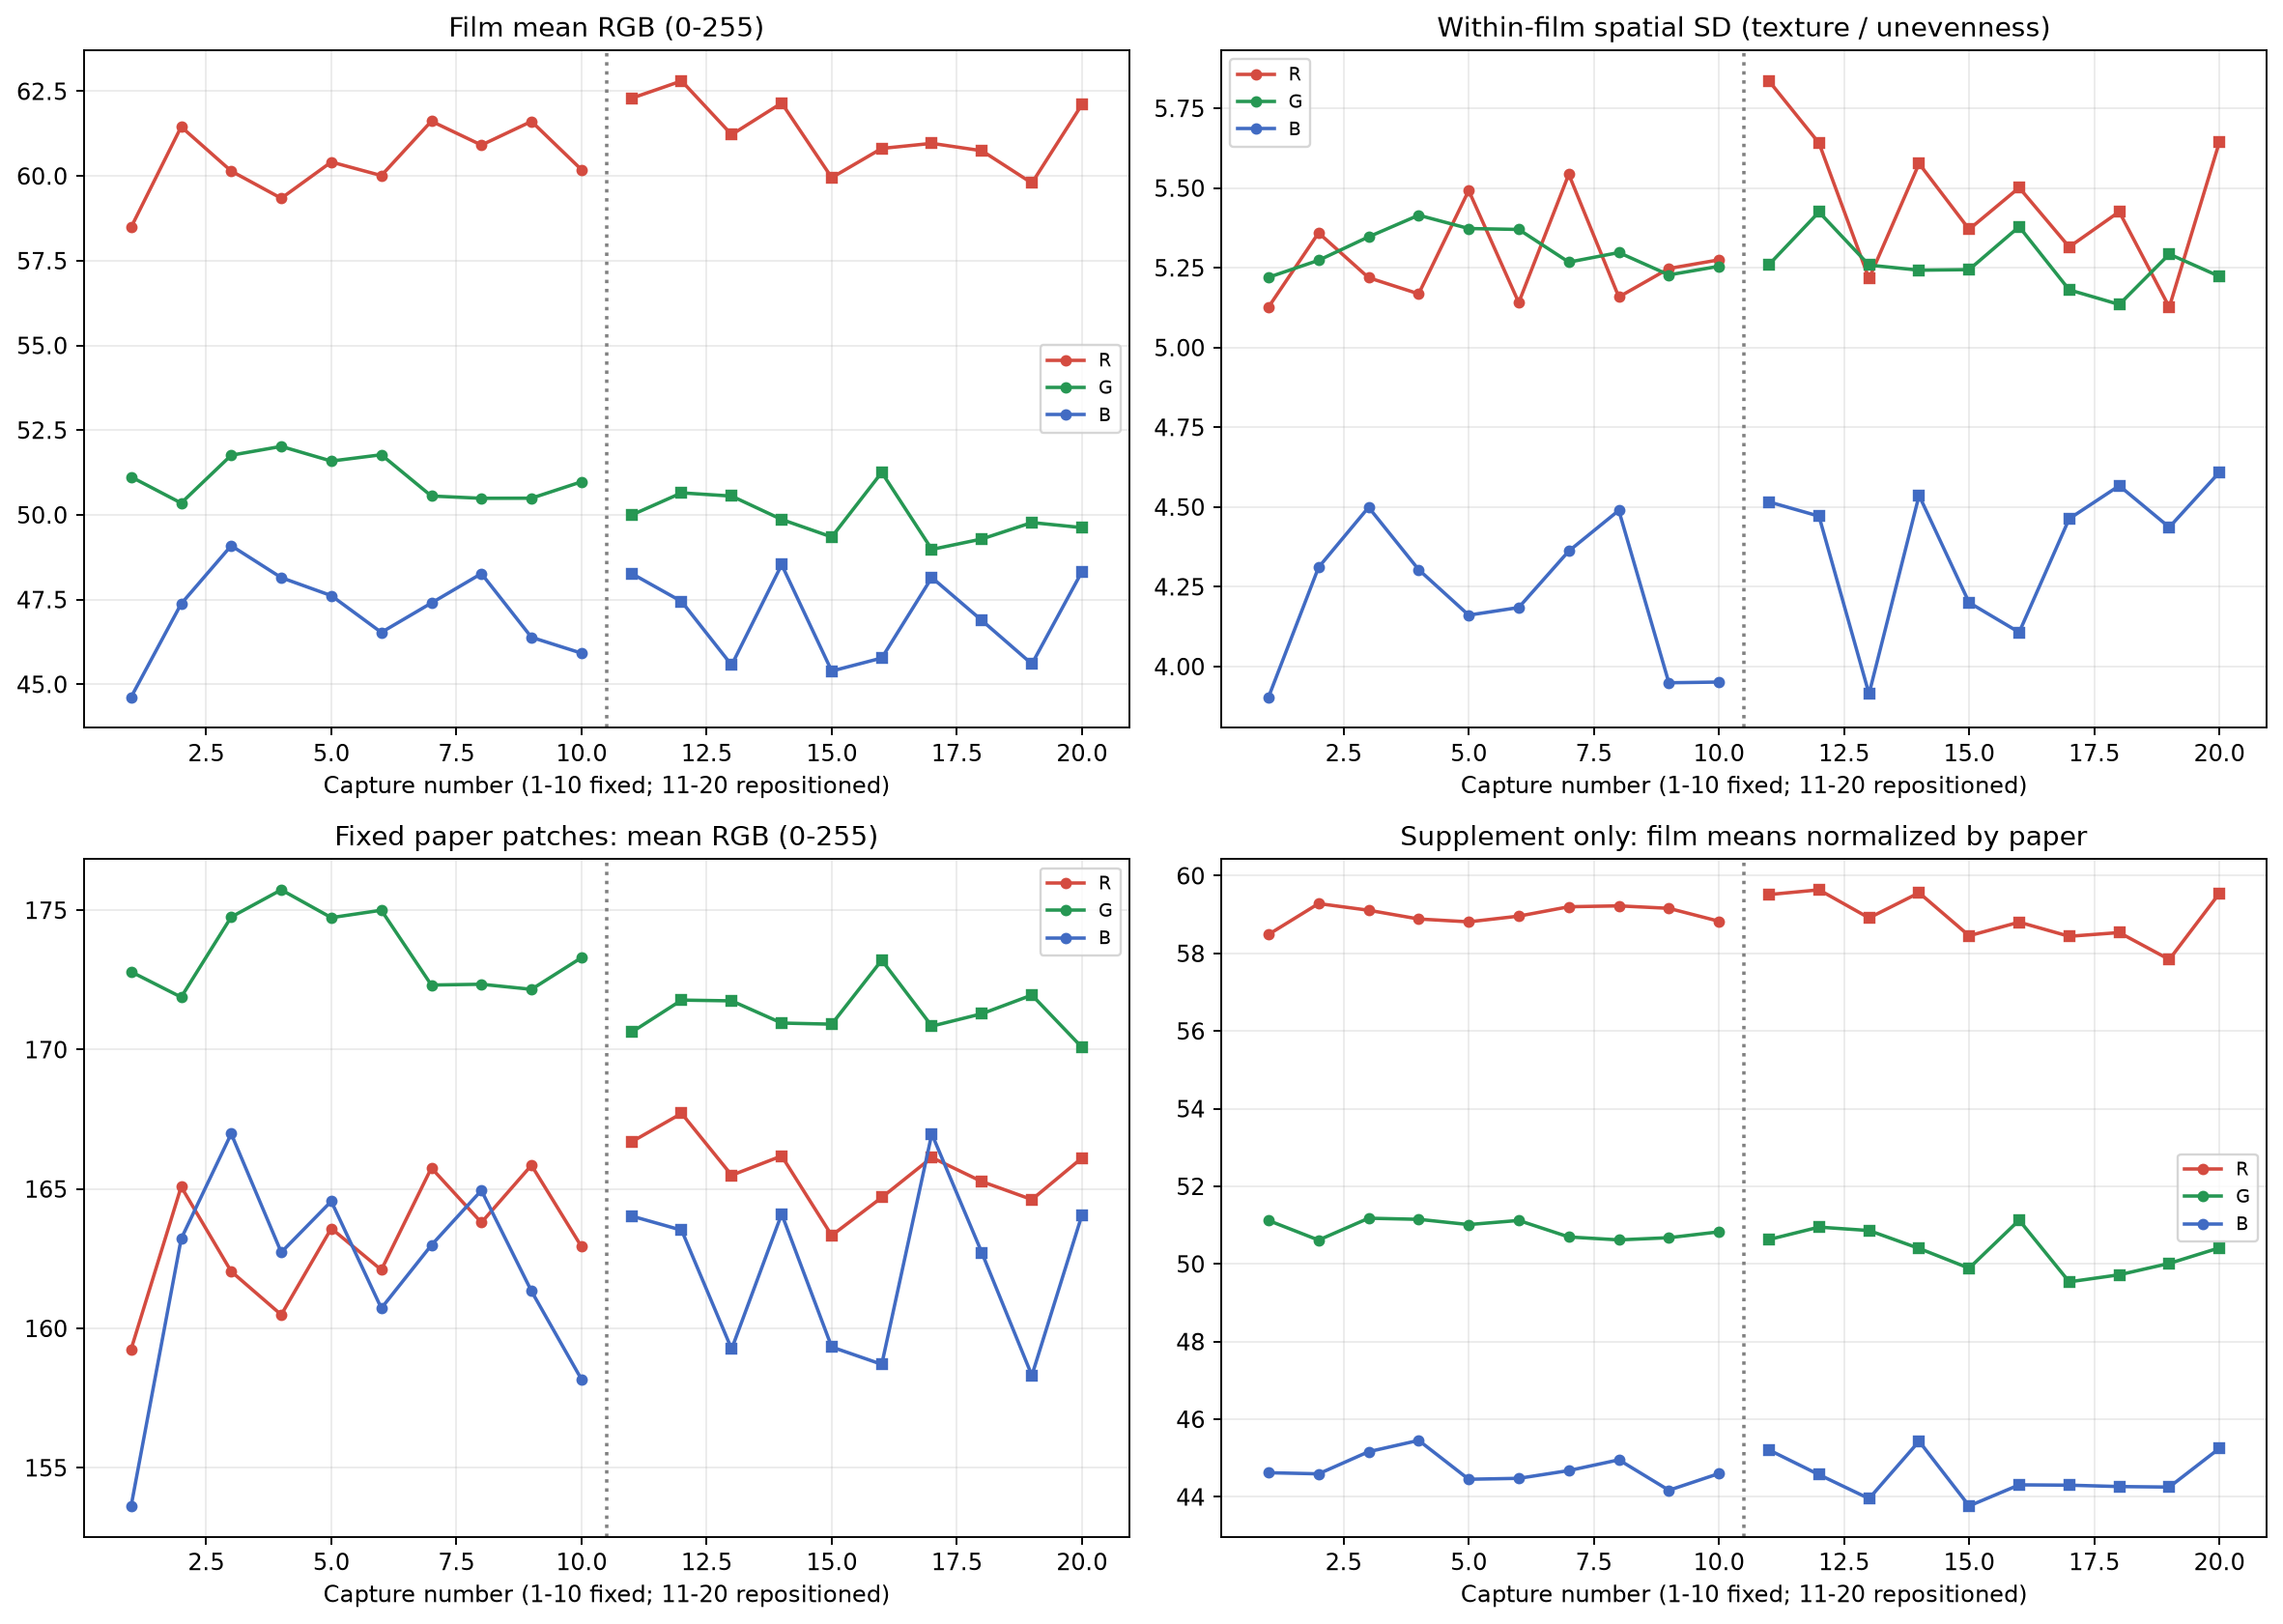 Film mean RGB (0-255)
62.5
60.0
57.5
55.0
52.5
50.0
47.5
45.0
R
G
B
2.5 5.0 7.5 10.0 12.5 15.0 17.5 20.0
Capture number (1-10 fixed; 11-20 repositioned)
Within-film spatial SD (texture / unevenness)
R
G
B
5.75
5.50
5.25
5.00
4.75
4.50
4.25
4.00
2.5 5.0 7.5 10.0 12.5 15.0 17.5 20.0
Capture number (1-10 fixed; 11-20 repositioned)
Fixed paper patches: mean RGB (0-255)
R
G
B
175
170
165
160
155
2.5 5.0 7.5 10.0 12.5 15.0 17.5 20.0
Capture number (1-10 fixed; 11-20 repositioned)
Supplement only: film means normalized by paper
60
58
56
54
52
50
48
46
44
R
G
B
2.5 5.0 7.5 10.0 12.5 15.0 17.5 20.0
Capture number (1-10 fixed; 11-20 repositioned)